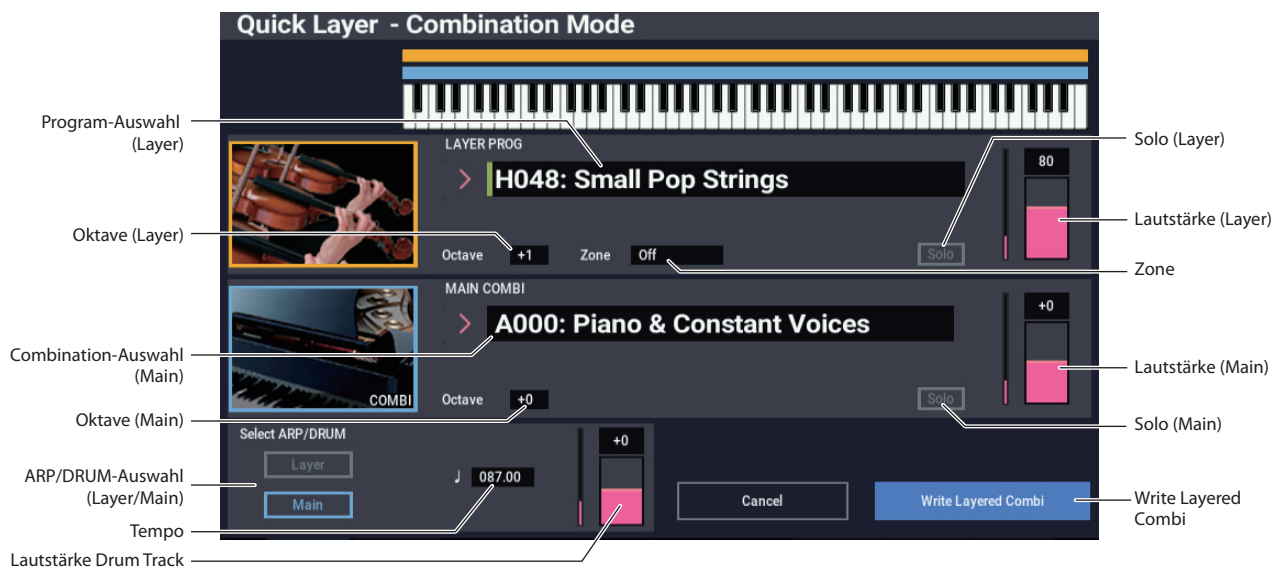 Quick Layer - Combination Mode
Program-Auswahl
(Layer)
LAYER PROG
H048: Small Pop Strings
80
Solo (Layer)
Lautstärke (Layer)
Oktave (Layer)
Octave +1 Zone Off Solo
Zone
MAIN COMBI
A000: Piano & Constant Voices
+0
Combination-Auswahl
(Main)
COMBI
Octave +0 Solo
Lautstärke (Main)
Oktave (Main)
Solo (Main)
Select ARP/DRUM
Layer
Main
♩ 087.00
+0
ARP/DRUM-Auswahl
(Layer/Main)
Cancel
Write Layered Combi
Write Layered
Combi
Tempo
Lautstärke Drum Track